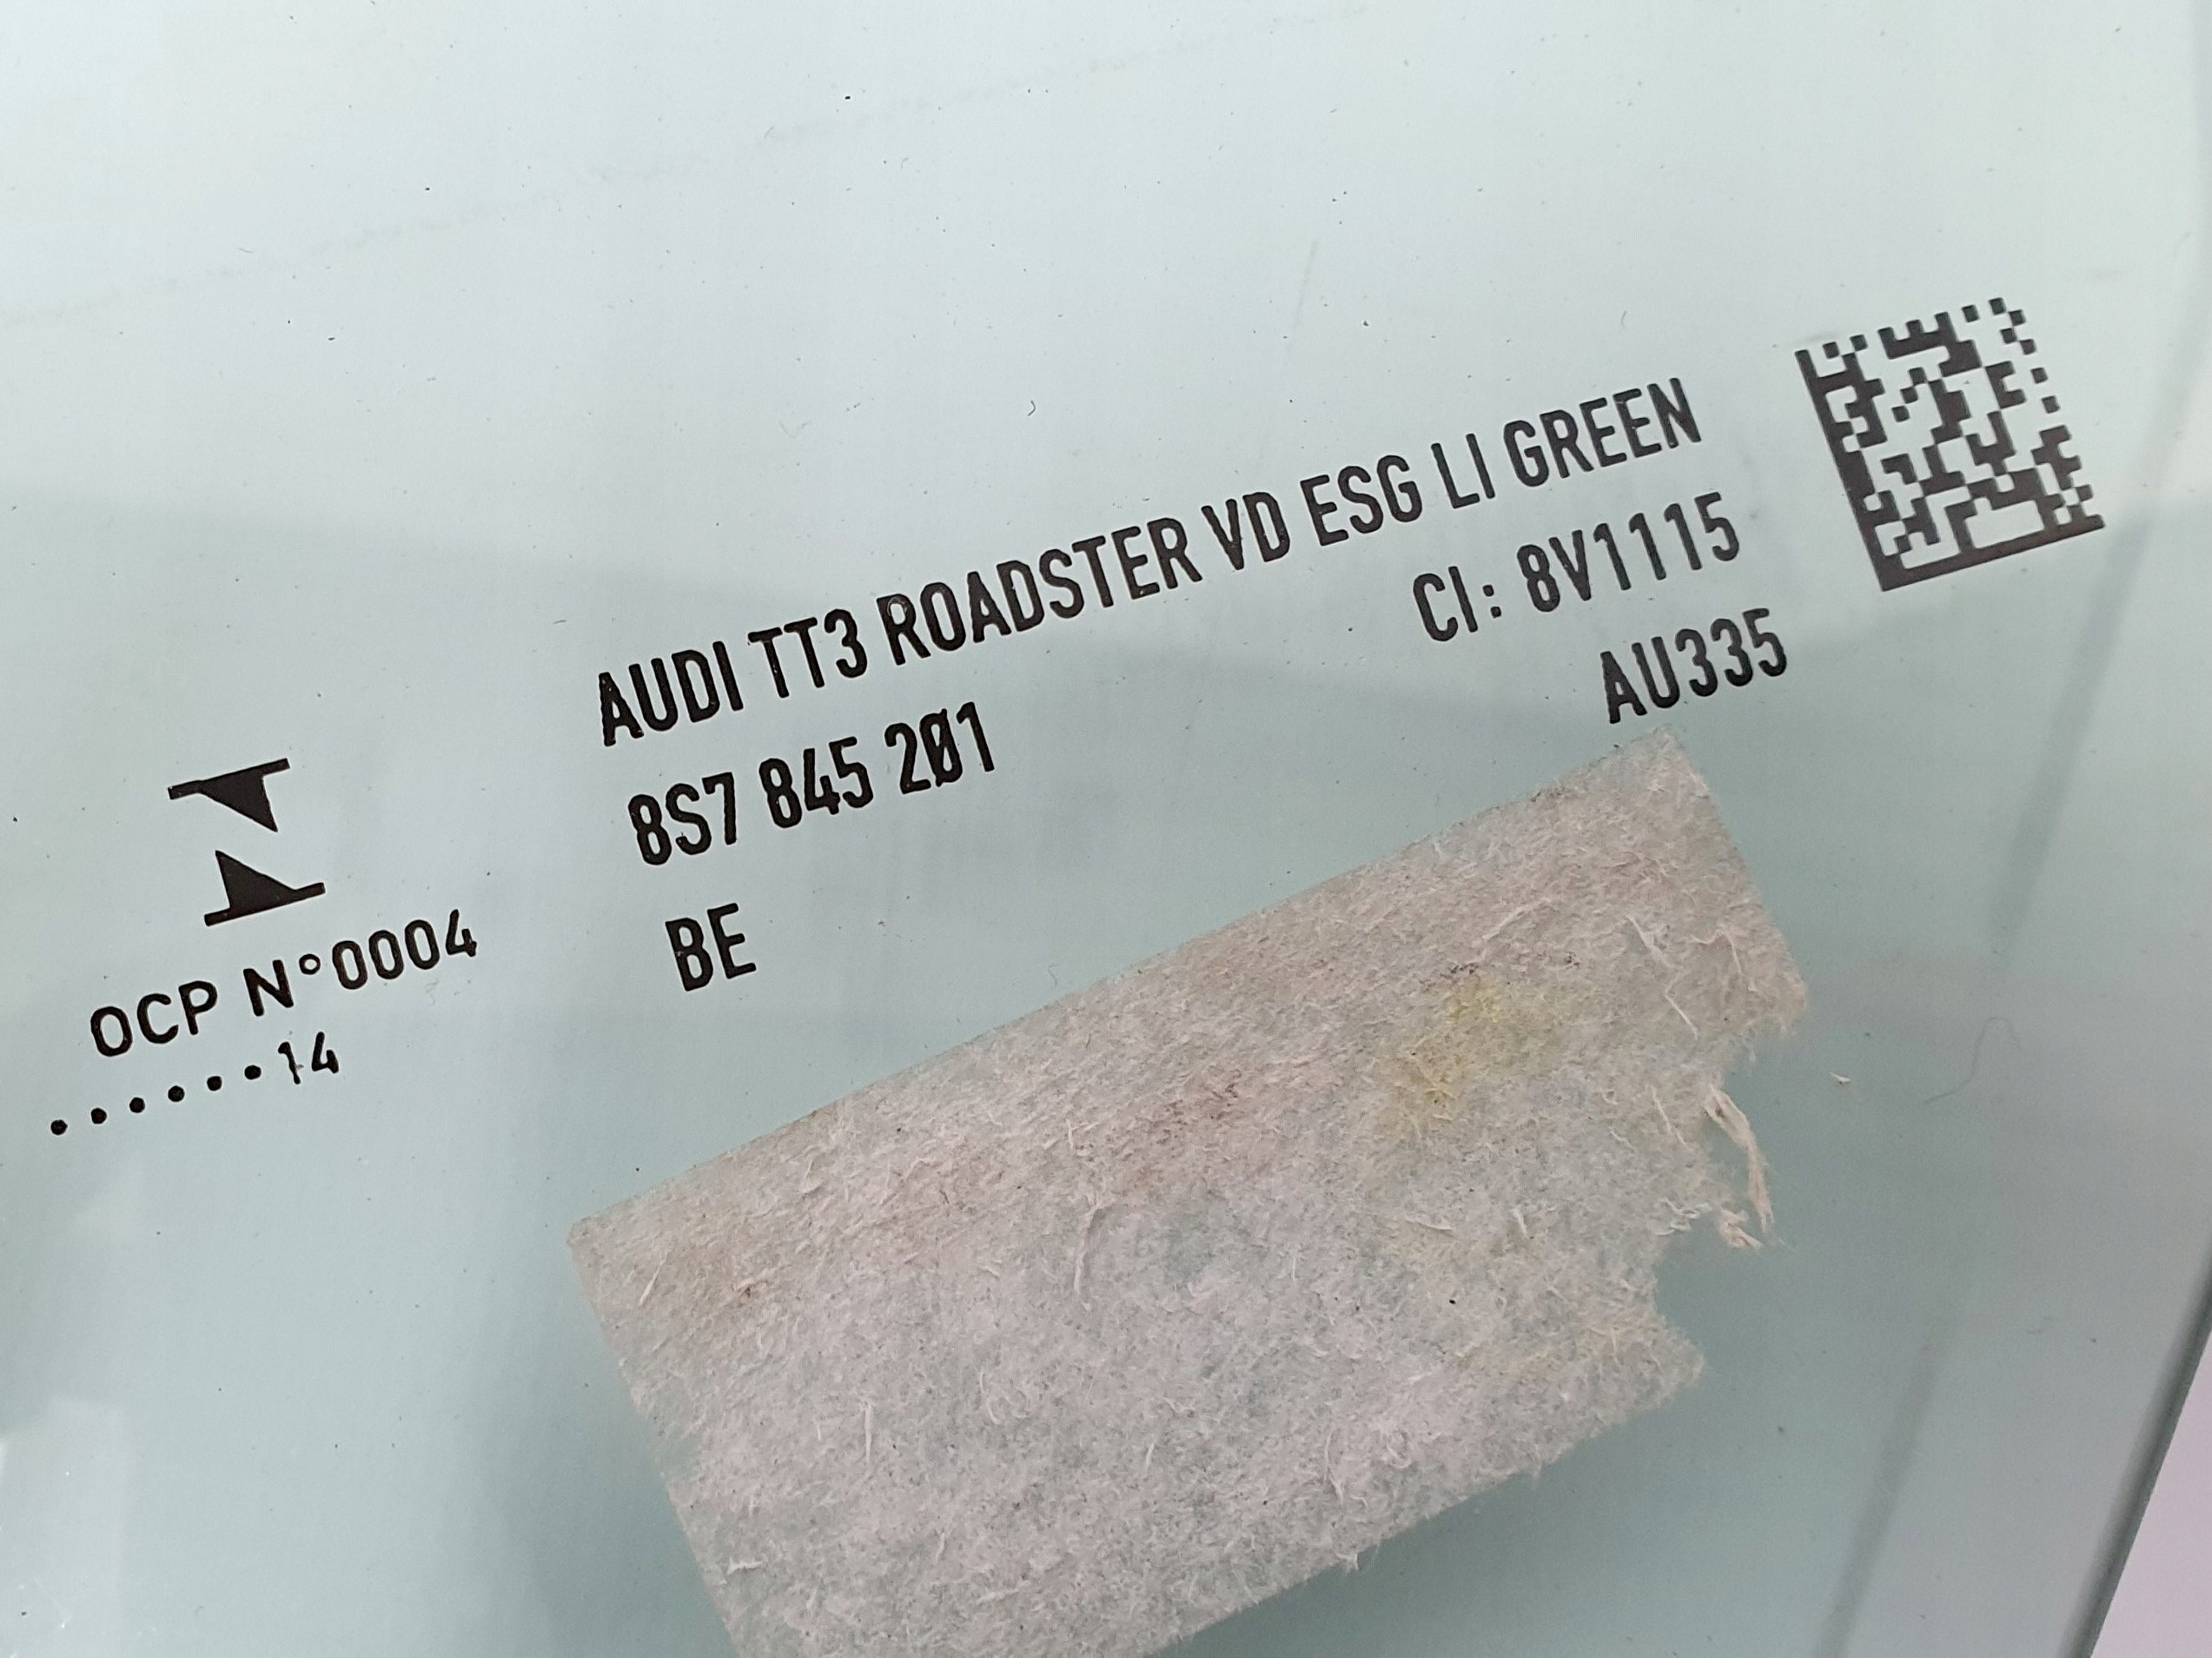 AUDI TT3 ROADSTER VD ESG LI GREEN
8S7 845 201
CI: 8V1115
AU335
BE
OCP N°0004
......14